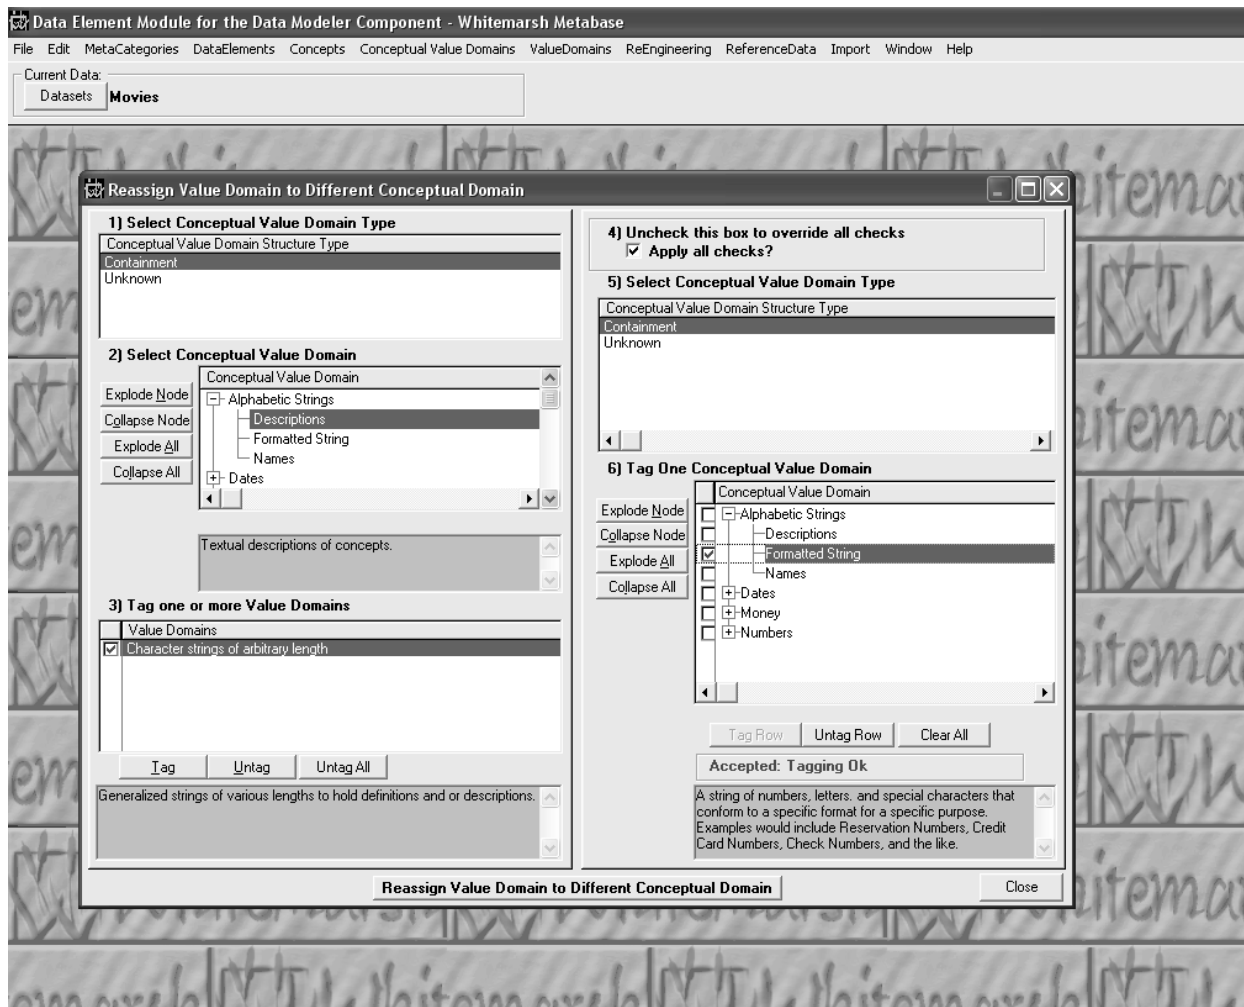 Data Element Module for the Data Modeler Component - Whitemarsh Metabase
File Edit MetaCategories DataElements Concepts Conceptual Value Domains ValueDomains ReEngineering ReferenceData Import Window Help
Current Data:
Datasets Movies
Reassign Value Domain to Different Conceptual Domain
1) Select Conceptual Value Domain Type
Conceptual Value Domain Structure Type
Containment
Unknown
2) Select Conceptual Value Domain
Explode Node
Collapse Node
Explode All
Collapse All
Conceptual Value Domain
Alphabetic Strings
Descriptions
Formatted String
Names
Dates
Textual descriptions of concepts.
3) Tag one or more Value Domains
Value Domains
Character strings of arbitrary length
Tag Untag Untag All
Generalized strings of various lengths to hold definitions and or descriptions.
4) Uncheck this box to override all checks
Apply all checks?
5) Select Conceptual Value Domain Type
Conceptual Value Domain Structure Type
Containment
Unknown
6) Tag One Conceptual Value Domain
Explode Node
Collapse Node
Explode All
Collapse All
Conceptual Value Domain
Alphabetic Strings
Descriptions
Formatted String
Names
Dates
Money
Numbers
Tag Row Untag Row Clear All
Accepted: Tagging Ok
A string of numbers, letters. and special characters that
conform to a specific format for a specific purpose.
Examples would include Reservation Numbers, Credit
Card Numbers, Check Numbers, and the like.
Reassign Value Domain to Different Conceptual Domain
Close